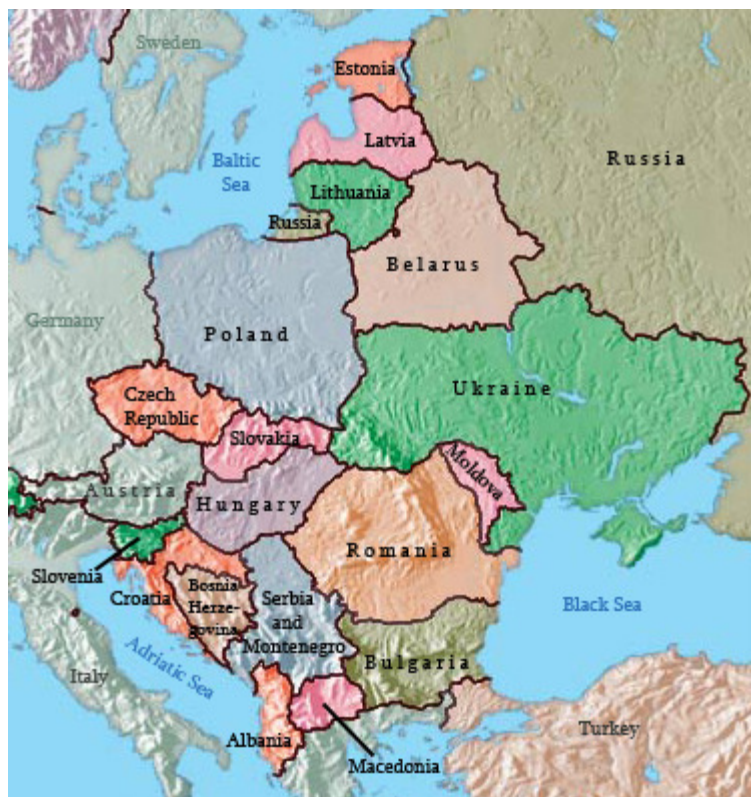 Sweden
Estonia
Latvia
Russia
Baltic
Sea
Lithuania
Russia
Belarus
Germany
Poland
Ukraine
Czech
Republic
Slovakia
Moldova
Austria
Hungary
Romania
Slovenia
Croatia
Bosnia
Herze-
govina
Serbia
and
Montenegro
Black Sea
Adriatic Sea
Italy
Bulgaria
Albania
Macedonia
Turkey